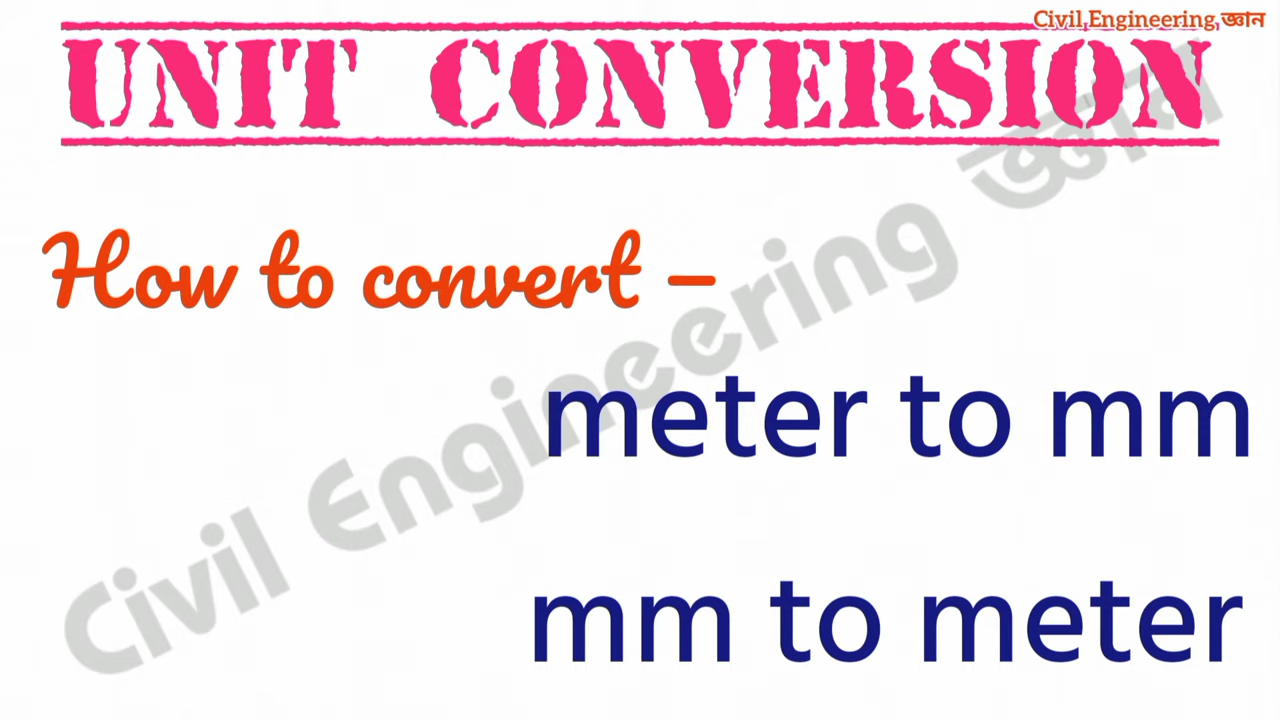 Civil Engineering জ্ঞান
UNIT CONVERSION
How to convert –
meter to mm
mm to meter
Civil Engineering জ্ঞান